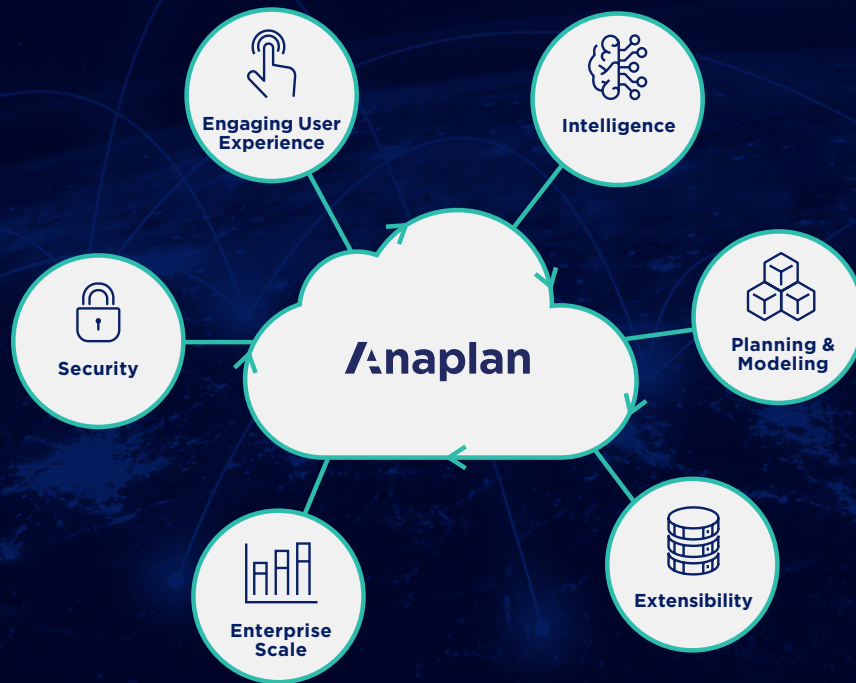 Engaging User
Experience
Intelligence
Security
Anaplan
Planning &
Modeling
Enterprise
Scale
Extensibility